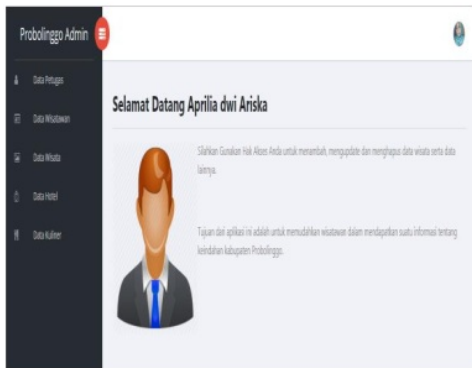 Probolinggo Admin
Data Petugas
Data Wisatawan
Data Wisata
Data Hotel
Data Kuliner
Selamat Datang Aprilia dwi Ariska
Silahkan Gunakan Hak Akses Anda untuk menambah, mengupdate dan menghapus data wisata serta data
lainnya.
Tujuan dari aplikasi ini adalah untuk memudahkan wisatawan dalam mendapatkan suatu informasi tentang
keindahan kabupaten Probolinggo.